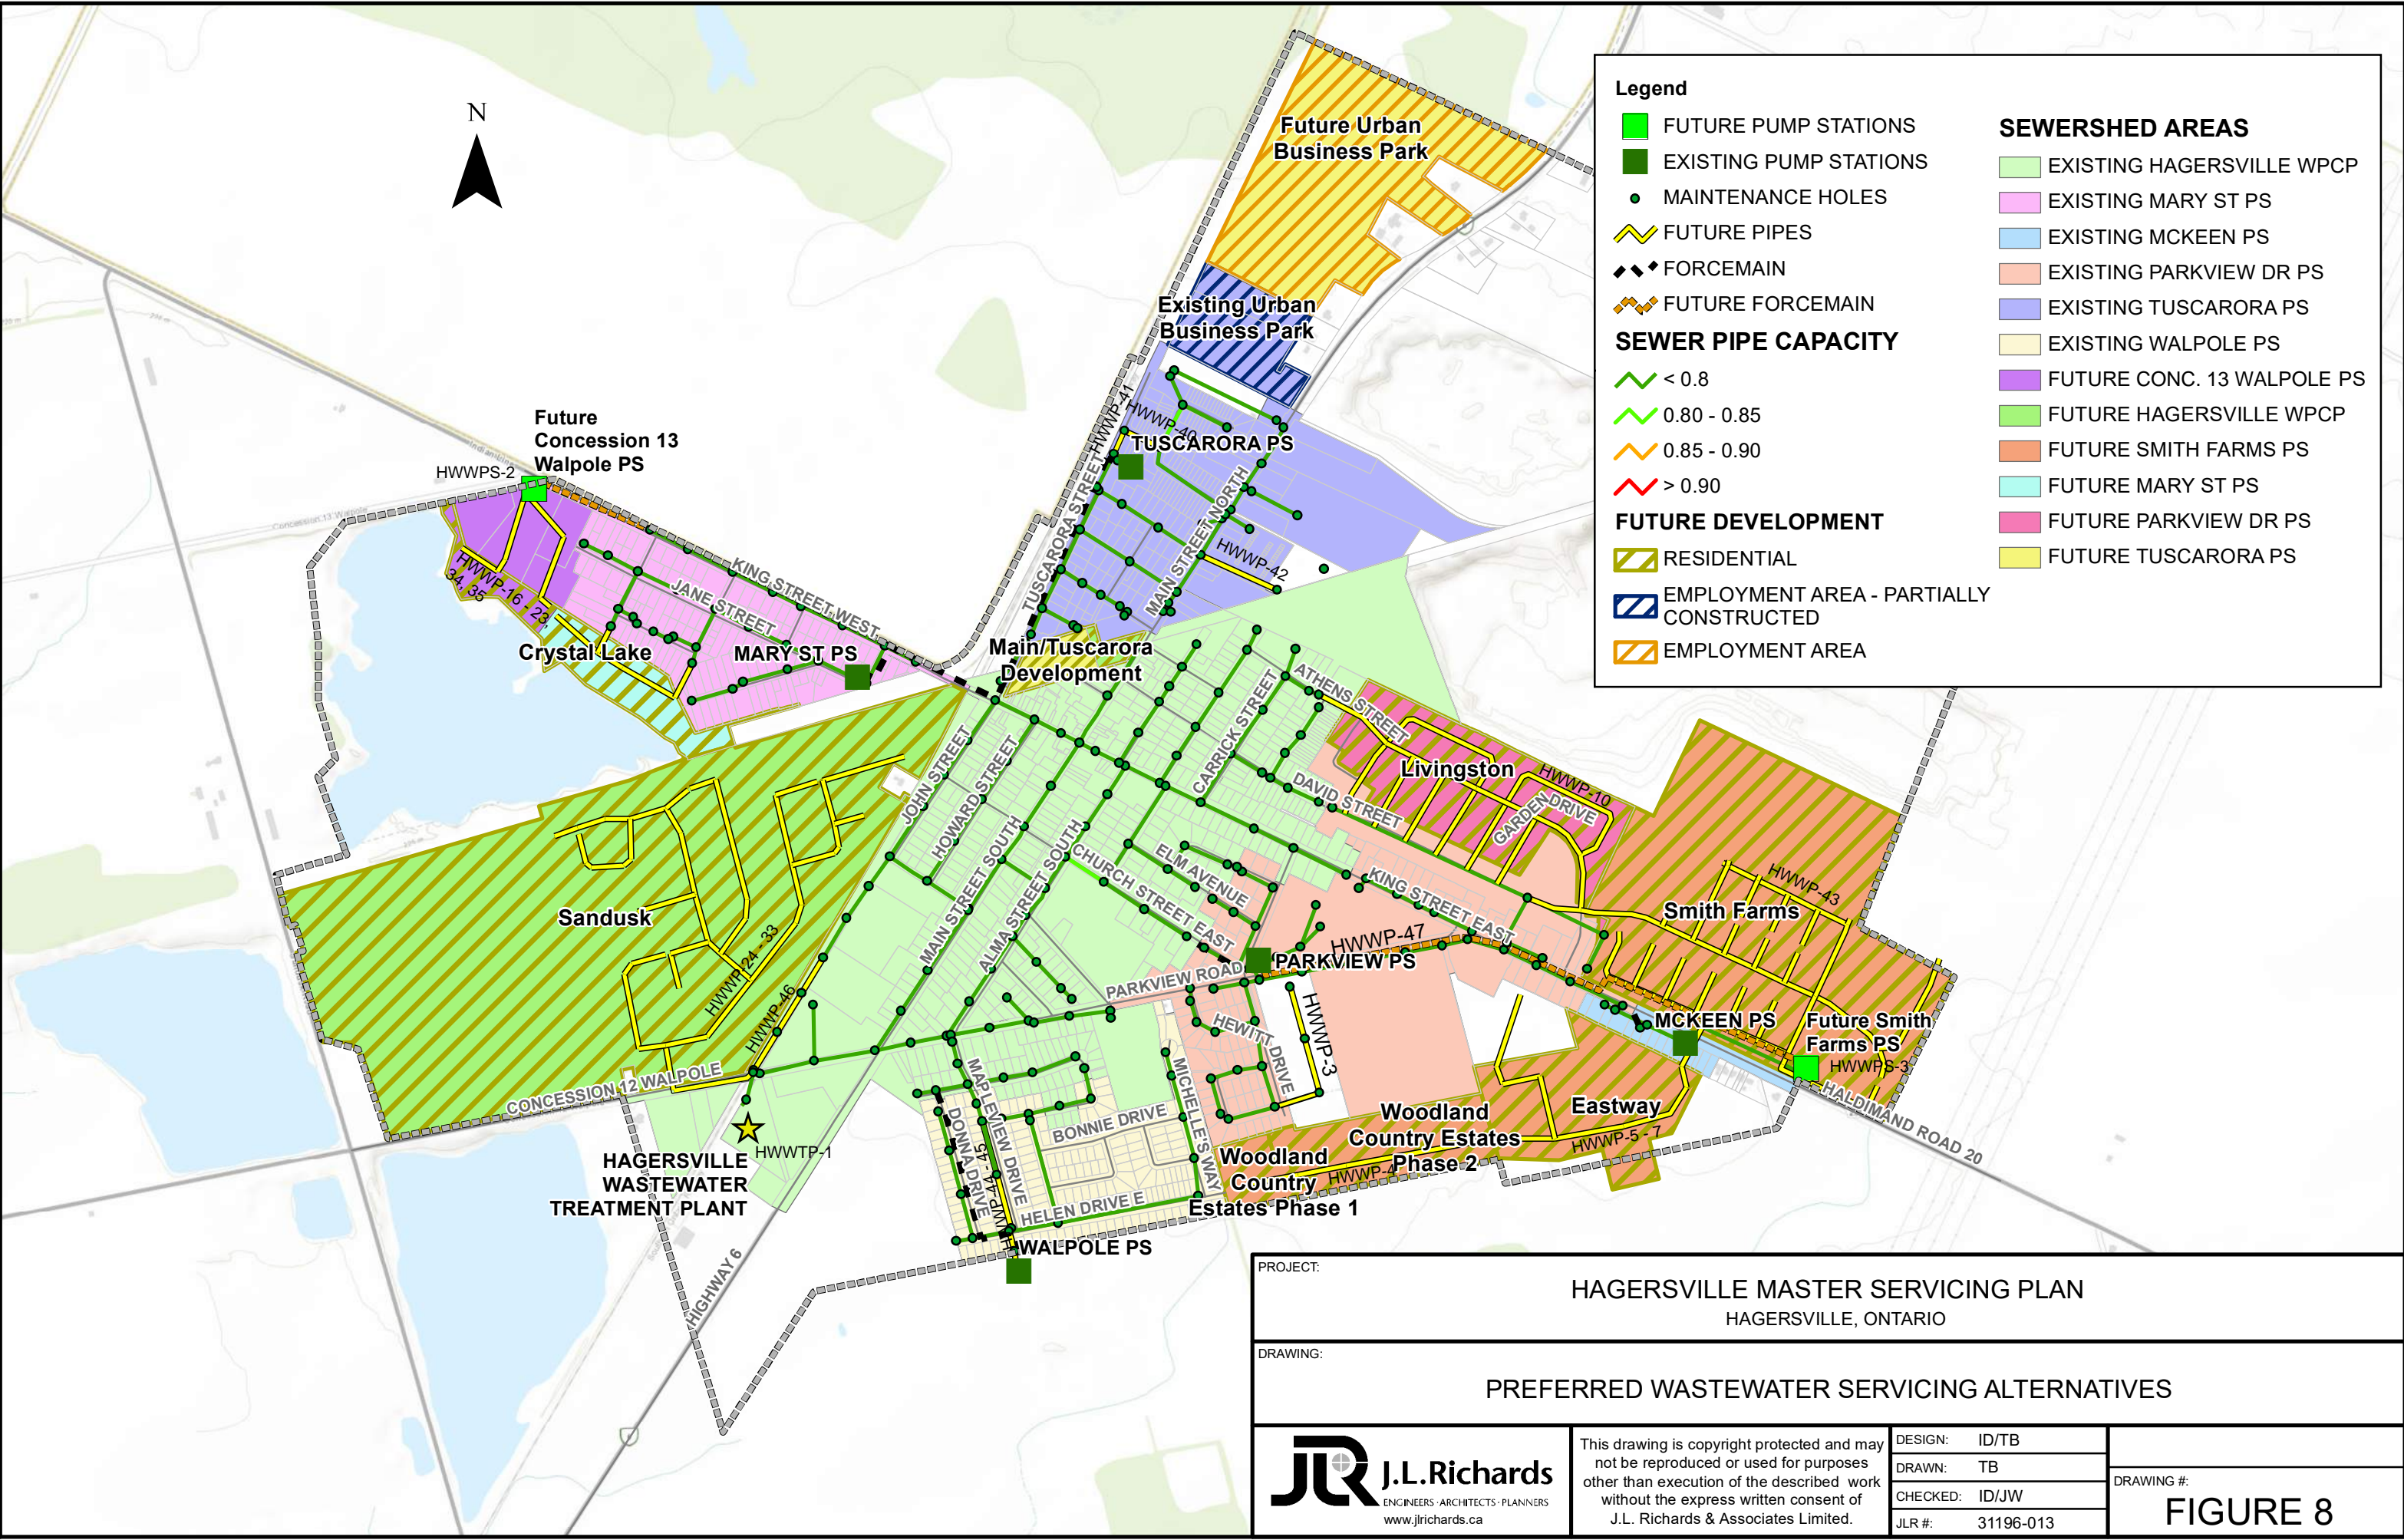 N
Legend
FUTURE PUMP STATIONS
EXISTING PUMP STATIONS
MAINTENANCE HOLES
FUTURE PIPES
FORCEMAIN
FUTURE FORCEMAIN
SEWER PIPE CAPACITY
< 0.8
0.80 - 0.85
0.85 - 0.90
> 0.90
FUTURE DEVELOPMENT
RESIDENTIAL
EMPLOYMENT AREA - PARTIALLY
CONSTRUCTED
EMPLOYMENT AREA
SEWERSHED AREAS
EXISTING HAGERSVILLE WPCP
EXISTING MARY ST PS
EXISTING MCKEEN PS
EXISTING PARKVIEW DR PS
EXISTING TUSCARORA PS
EXISTING WALPOLE PS
FUTURE CONC. 13 WALPOLE PS
FUTURE HAGERSVILLE WPCP
FUTURE SMITH FARMS PS
FUTURE MARY ST PS
FUTURE PARKVIEW DR PS
FUTURE TUSCARORA PS
Future Urban
Business Park
Existing Urban
Business Park
HWWP-41
HWWP-40
TUSCARORA PS
TUSCARORA STREET
MAIN STREET NORTH
HWWP-42
Future
Concession 13
Walpole PS
HWWPS-2
Concession 13 Walpole
HWWP-16 - 23,
34, 35
KING STREET WEST
JANE STREET
Crystal Lake
MARY ST PS
Main/Tuscarora
Development
ATHENS STREET
CARRICK STREET
JOHN STREET
HOWARD STREET
Livingston
HWWP-10
GARDEN DRIVE
DAVID STREET
MAIN STREET SOUTH
ALMA STREET SOUTH
CHURCH STREET EAST
ELM AVENUE
KING STREET EAST
HWWP-43
Smith Farms
Sandusk
HWWP-24 - 33
HWWP-46
HWWP-47
PARKVIEW PS
PARKVIEW ROAD
HEWITT DRIVE
HWWP-3
MCKEEN PS
Future Smith
Farms PS
HWWPS-3
HALDIMAND ROAD 20
CONCESSION 12 WALPOLE
MAPLEVIEW DRIVE
MICHELLE'S WAY
BONNIE DRIVE
DONNA DRIVE
HWWP-44 - 45
HELEN DRIVE E
Woodland
Country Estates
Phase 2
Eastway
HWWP-5 - 7
HWWP-4
Woodland
Country
Estates Phase 1
HWWTP-1
HAGERSVILLE
WASTEWATER
TREATMENT PLANT
WALPOLE PS
HIGHWAY 6
PROJECT:
HAGERSVILLE MASTER SERVICING PLAN
HAGERSVILLE, ONTARIO
DRAWING:
PREFERRED WASTEWATER SERVICING ALTERNATIVES
JLR J.L.Richards
ENGINEERS · ARCHITECTS · PLANNERS
www.jlrichards.ca
This drawing is copyright protected and may
not be reproduced or used for purposes
other than execution of the described work
without the express written consent of
J.L. Richards & Associates Limited.
DESIGN: ID/TB
DRAWN: TB
CHECKED: ID/JW
JLR #: 31196-013
DRAWING #:
FIGURE 8